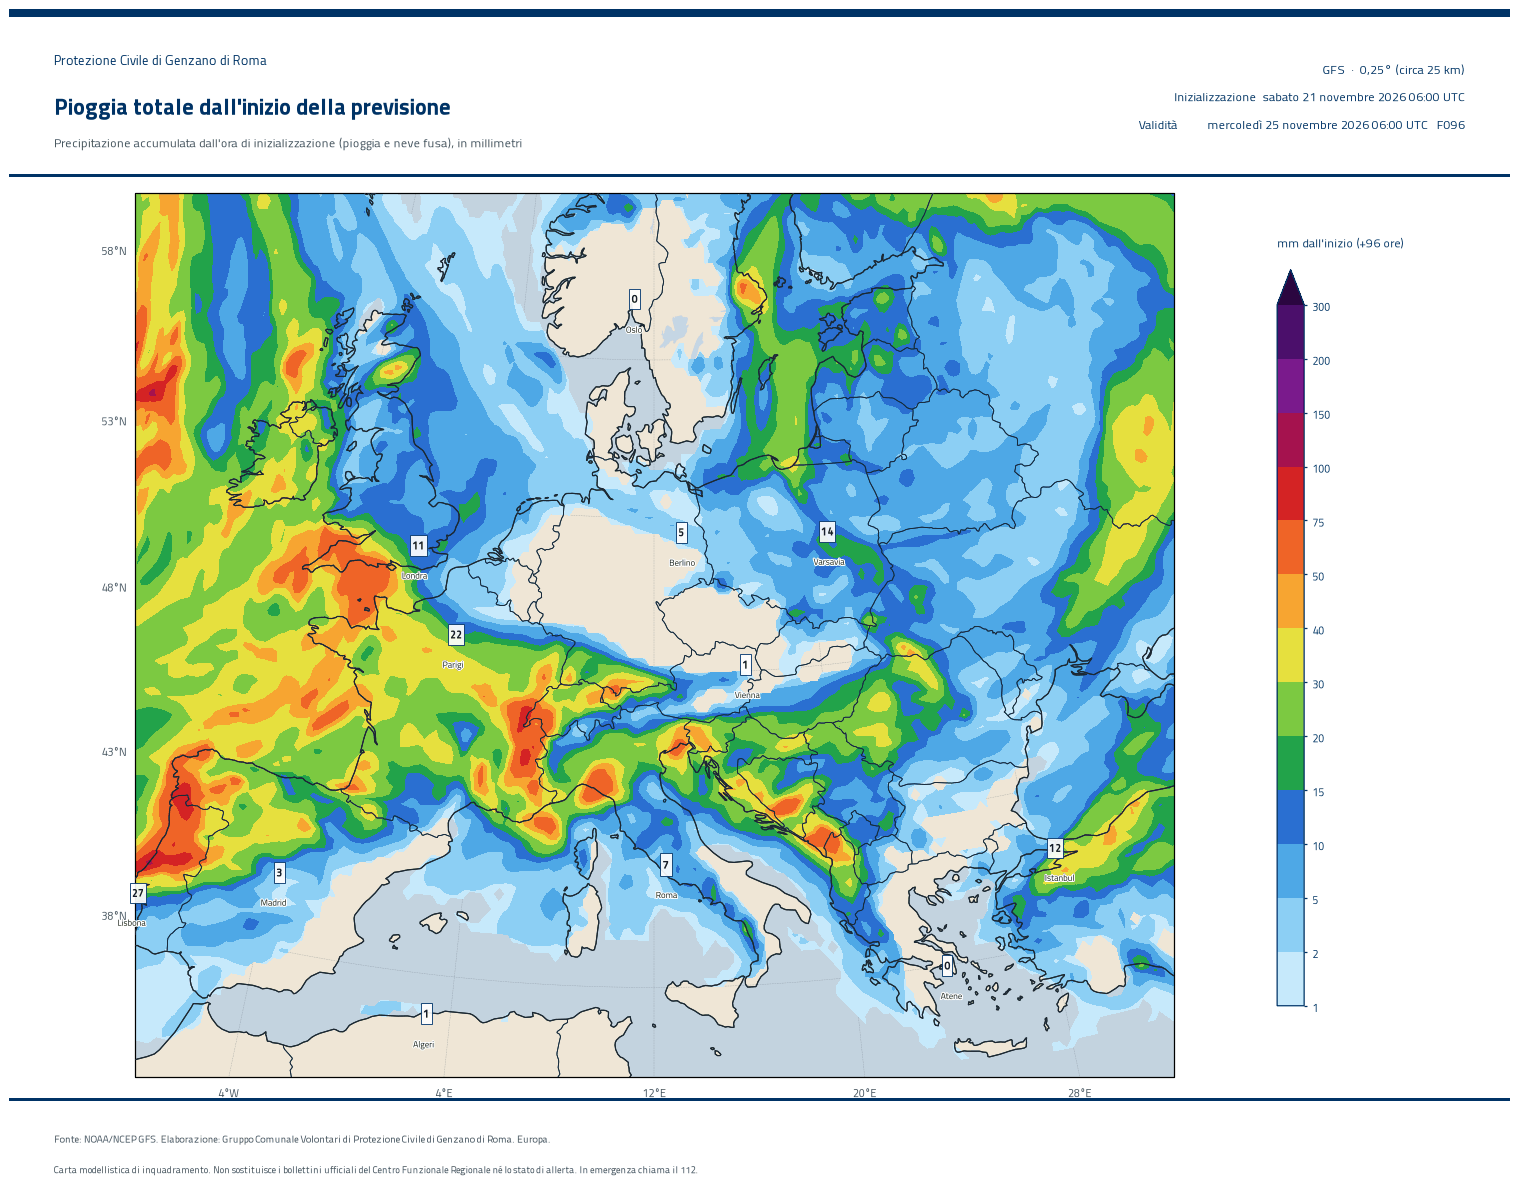 Protezione Civile di Genzano di Roma
Pioggia totale dall'inizio della previsione
Precipitazione accumulata dall'ora di inizializzazione (pioggia e neve fusa), in millimetri
GFS · 0,25° (circa 25 km)
Inizializzazione sabato 21 novembre 2026 06:00 UTC
Validità mercoledì 25 novembre 2026 06:00 UTC F096
mm dall'inizio (+96 ore)
300
200
150
100
75
50
40
30
20
15
10
5
2
1
58°N
53°N
48°N
43°N
38°N
4°W
4°E
12°E
20°E
28°E
0
Oslo
11
Londra
5
Berlino
14
Varsavia
22
Parigi
1
Vienna
3
Madrid
27
Lisbona
7
Roma
12
Istanbul
0
Atene
1
Algeri
Fonte: NOAA/NCEP GFS. Elaborazione: Gruppo Comunale Volontari di Protezione Civile di Genzano di Roma. Europa.
Carta modellistica di inquadramento. Non sostituisce i bollettini ufficiali del Centro Funzionale Regionale né lo stato di allerta. In emergenza chiama il 112.